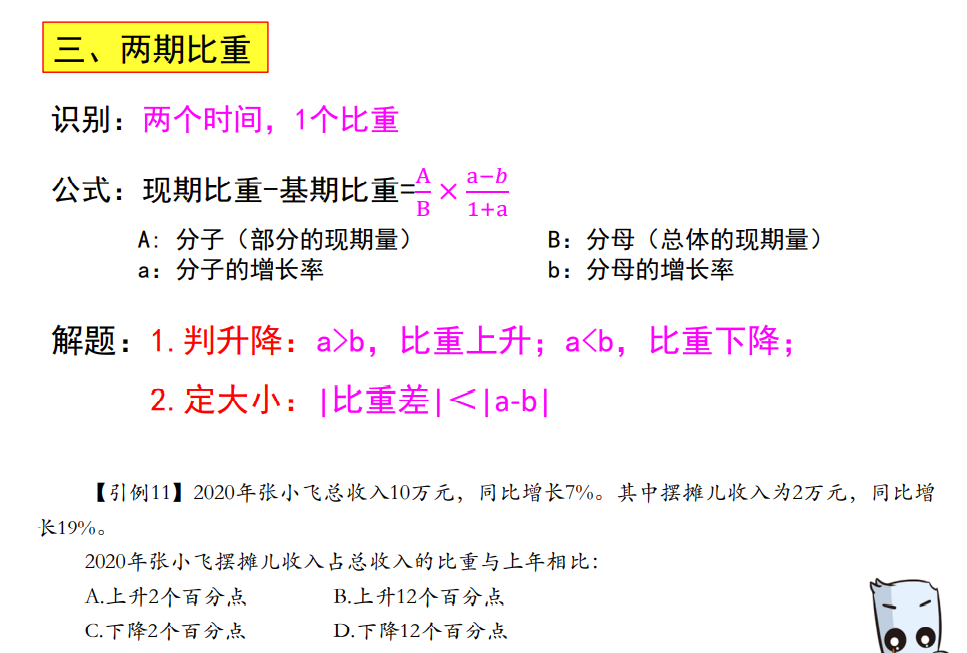 三、两期比重
识别：两个时间，1个比重
公式：现期比重-基期比重=A/B×(a−b)/(1+a)
A：分子（部分的现期量） B：分母（总体的现期量）
a：分子的增长率 b：分母的增长率
解题：1.判升降：a>b，比重上升；a<b，比重下降；
2.定大小：|比重差|＜|a-b|
【引例11】2020年张小飞总收入10万元，同比增长7%。其中摆摊儿收入为2万元，同比增
长19%。
2020年张小飞摆摊儿收入占总收入的比重与上年相比：
A.上升2个百分点 B.上升12个百分点
C.下降2个百分点 D.下降12个百分点